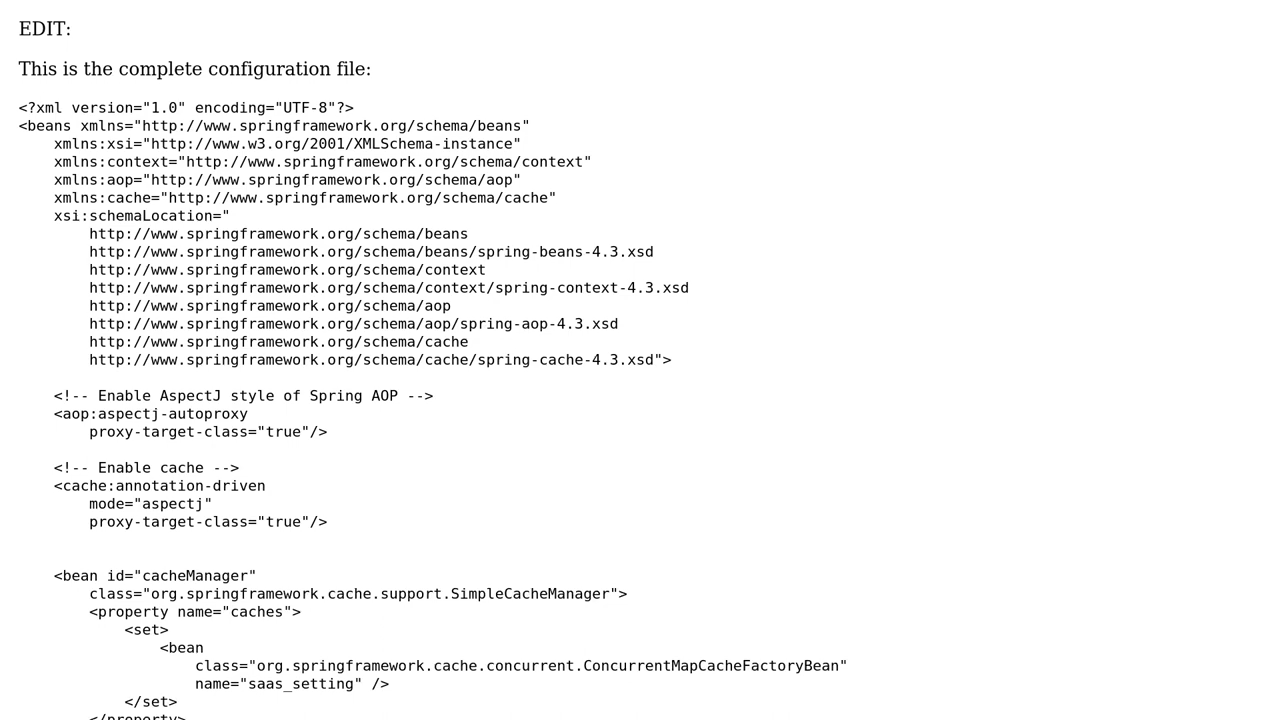 EDIT:
This is the complete configuration file:
<?xml version="1.0" encoding="UTF-8"?>
<beans xmlns="http://www.springframework.org/schema/beans"
    xmlns:xsi="http://www.w3.org/2001/XMLSchema-instance"
    xmlns:context="http://www.springframework.org/schema/context"
    xmlns:aop="http://www.springframework.org/schema/aop"
    xmlns:cache="http://www.springframework.org/schema/cache"
    xsi:schemaLocation="
        http://www.springframework.org/schema/beans
        http://www.springframework.org/schema/beans/spring-beans-4.3.xsd
        http://www.springframework.org/schema/context
        http://www.springframework.org/schema/context/spring-context-4.3.xsd
        http://www.springframework.org/schema/aop
        http://www.springframework.org/schema/aop/spring-aop-4.3.xsd
        http://www.springframework.org/schema/cache
        http://www.springframework.org/schema/cache/spring-cache-4.3.xsd">
    <!-- Enable AspectJ style of Spring AOP -->
    <aop:aspectj-autoproxy
        proxy-target-class="true"/>
    <!-- Enable cache -->
    <cache:annotation-driven
        mode="aspectj"
        proxy-target-class="true"/>
    <bean id="cacheManager"
        class="org.springframework.cache.support.SimpleCacheManager">
        <property name="caches">
            <set>
                <bean
                    class="org.springframework.cache.concurrent.ConcurrentMapCacheFactoryBean"
                    name="saas_setting" />
            </set>
        </property>